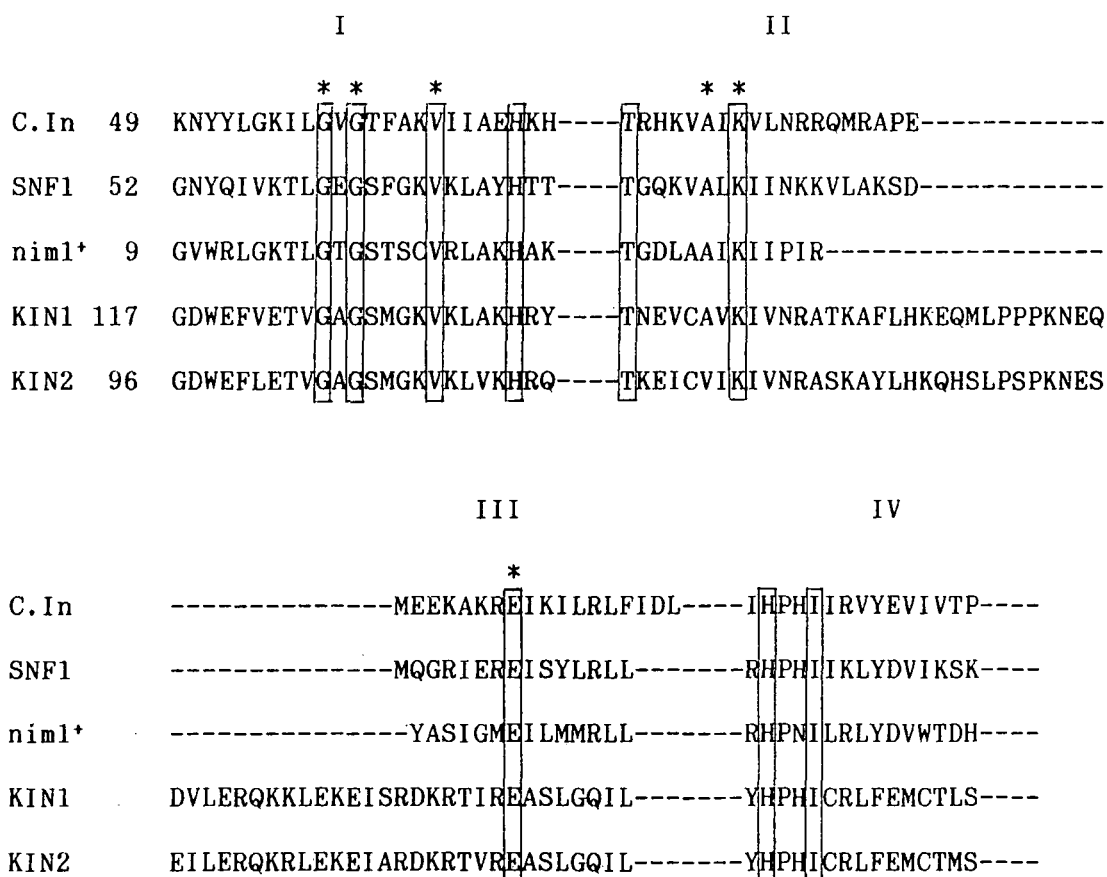 I II
* * * * *
C.In 49 KNYYLGKILGVGTFAKVIIAEHKH----TRHKVAIKVLNRRQMRAPE------------
SNF1 52 GNYQIVKTLGEGSFGKVKLAYHTT----TGQKVALKIINKKVLAKSD------------
nim1⁺ 9 GVWRLGKTLGTGSTSCVRLAKHAK----TGDLAAIKIIPIR------------------
KIN1 117 GDWEFVETVGAGSMGKVKLAKHRY----TNEVCAVKIVNRATKAFLHKEQMLPPPKNEQ
KIN2 96 GDWEFLETVGAGSMGKVKLVKHRQ----TKEICVIKIVNRASKAYLHKQHSLPSPKNES
III IV
*
C.In --------------MEEKAKREIKILRLFIDL----IHPHIIRVYEVIVTP----
SNF1 --------------MQGRIEREISYLRLL-------RHPHIIKLYDVIKSK----
nim1⁺ ---------------YASIGMEILMMRLL-------RHPNILRLYDVWTDH----
KIN1 DVLERQKKLEKEISRDKRTIREASLGQIL-------YHPHICRLFEMCTLS----
KIN2 EILERQKRLEKEIARDKRTVREASLGQIL-------YHPHICRLFEMCTMS----